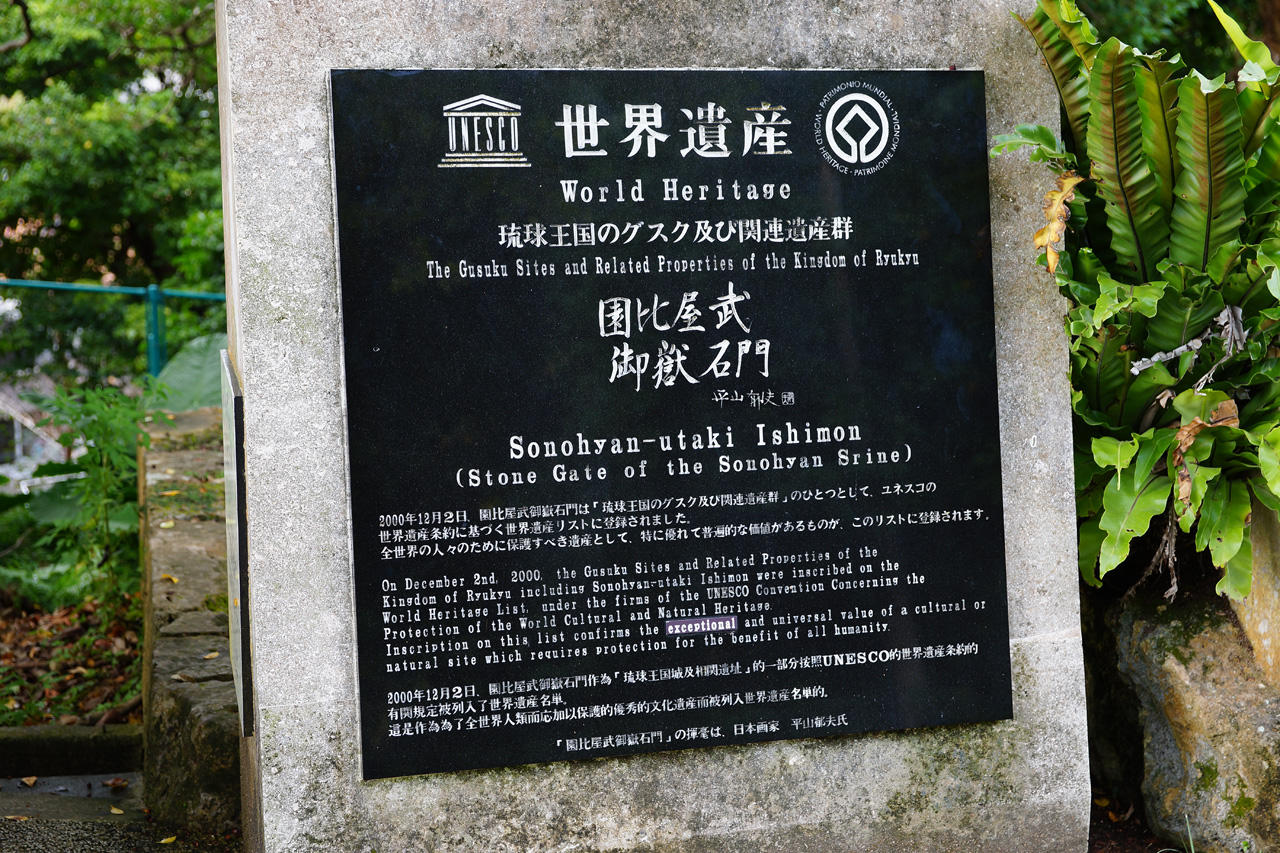 UNESCO
世界遺産
WORLD HERITAGE · PATRIMONIO MUNDIAL · PATRIMOINE MONDIAL
World Heritage
琉球王国のグスク及び関連遺産群
The Gusuku Sites and Related Properties of the Kingdom of Ryukyu
園比屋武
御嶽石門
平山郁夫
Sonohyan-utaki Ishimon
(Stone Gate of the Sonohyan Srine)
2000年12月2日、園比屋武御嶽石門は「琉球王国のグスク及び関連遺産群」のひとつとして、ユネスコの
世界遺産条約に基づく世界遺産リストに登録されました。
全世界の人々のために保護すべき遺産として、特に優れて普遍的な価値があるものが、このリストに登録されます。
On December 2nd, 2000, the Gusuku Sites and Related Properties of the
Kingdom of Ryukyu including Sonohyan-utaki Ishimon were inscribed on the
World Heritage List, under the firms of the UNESCO Convention Concerning the
Protection of the World Cultural and Natural Heritage.
Inscription on this list confirms the exceptional and universal value of a cultural or
natural site which requires protection for the benefit of all humanity.
2000年12月2日、園比屋武御嶽石門作為「琉球王国城及相関遺址」的一部分按照UNESCO的世界遺産条約的
有関規定被列入了世界遺産名単。
這是作為為了全世界人類而応加以保護的優秀的文化遺産而被列入世界遺産名単的。
「園比屋武御嶽石門」の揮毫は、日本画家 平山郁夫氏